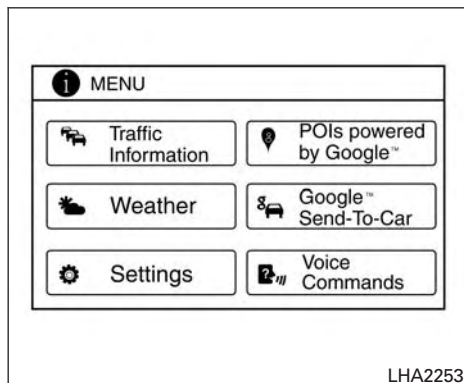 MENU
Traffic
Information
POIs powered
by Google™
Weather
Google™
Send-To-Car
Settings
Voice
Commands
LHA2253